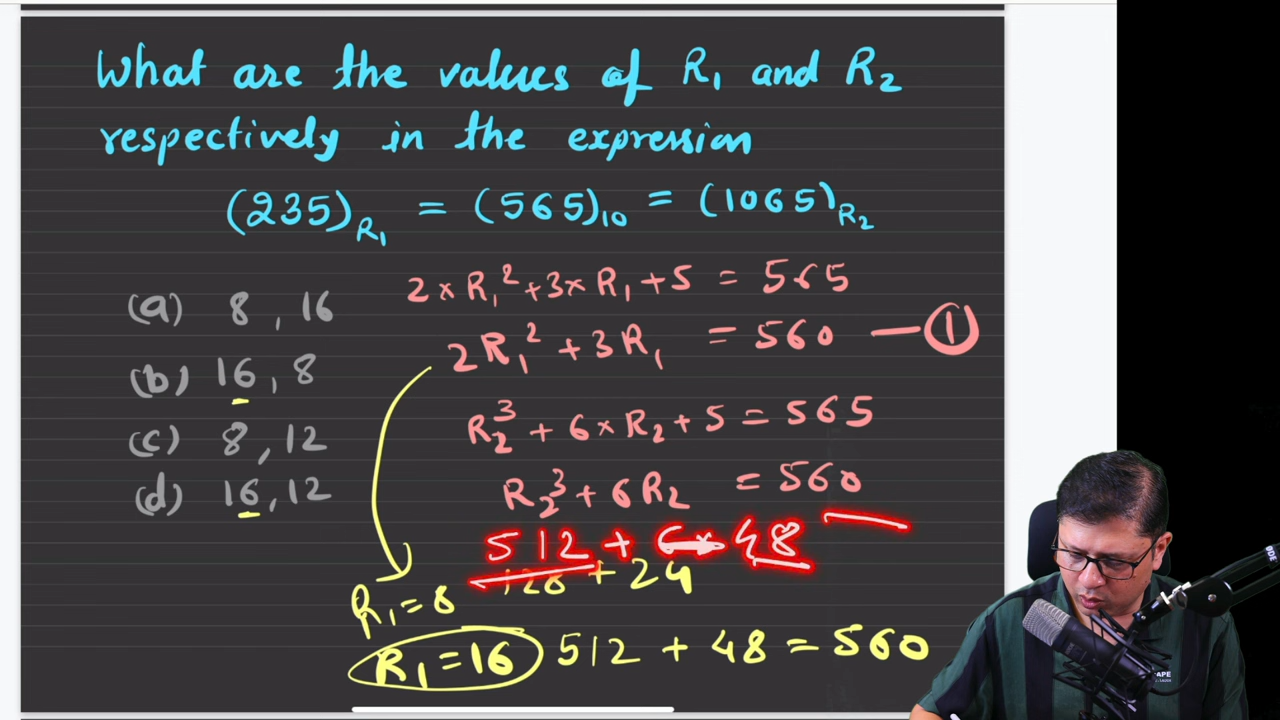 What are the values of R₁ and R₂
respectively in the expression
(235)R₁ = (565)₁₀ = (1065)R₂
(a) 8, 16
(b) 16, 8
(c) 8, 12
(d) 16, 12
2 × R₁² + 3 × R₁ + 5 = 565
2R₁² + 3R₁ = 560 — ①
R₂³ + 6 × R₂ + 5 = 565
R₂³ + 6R₂ = 560
512 + 48
R₁ = 8 128 + 24
R₁ = 16 512 + 48 = 560